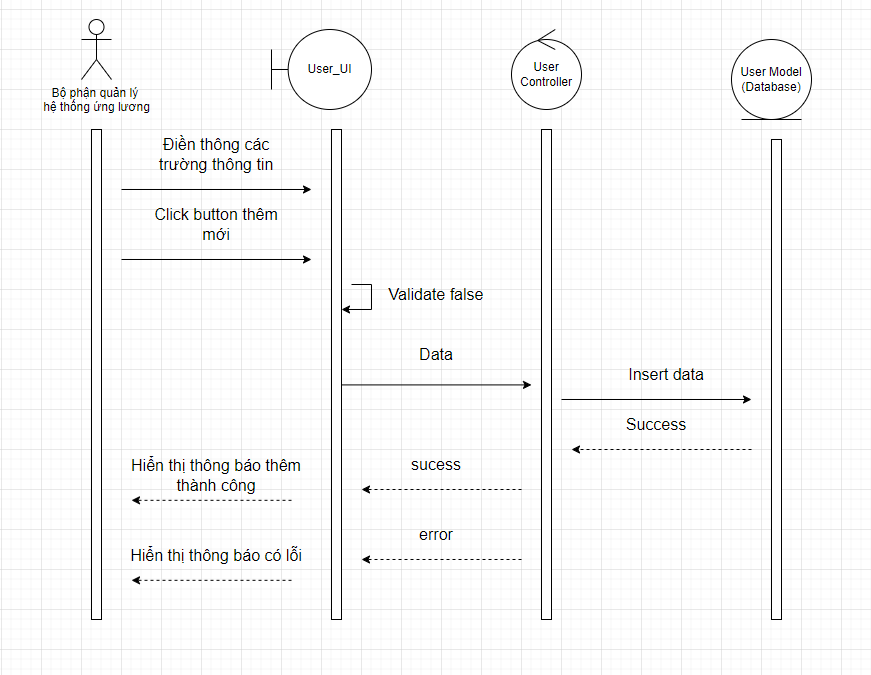 Bộ phận quản lý
hệ thống ứng lương
User_UI
User
Controller
User Model
(Database)
Điền thông các
trường thông tin
Click button thêm
mới
Validate false
Data
Insert data
Success
sucess
Hiển thị thông báo thêm
thành công
error
Hiển thị thông báo có lỗi